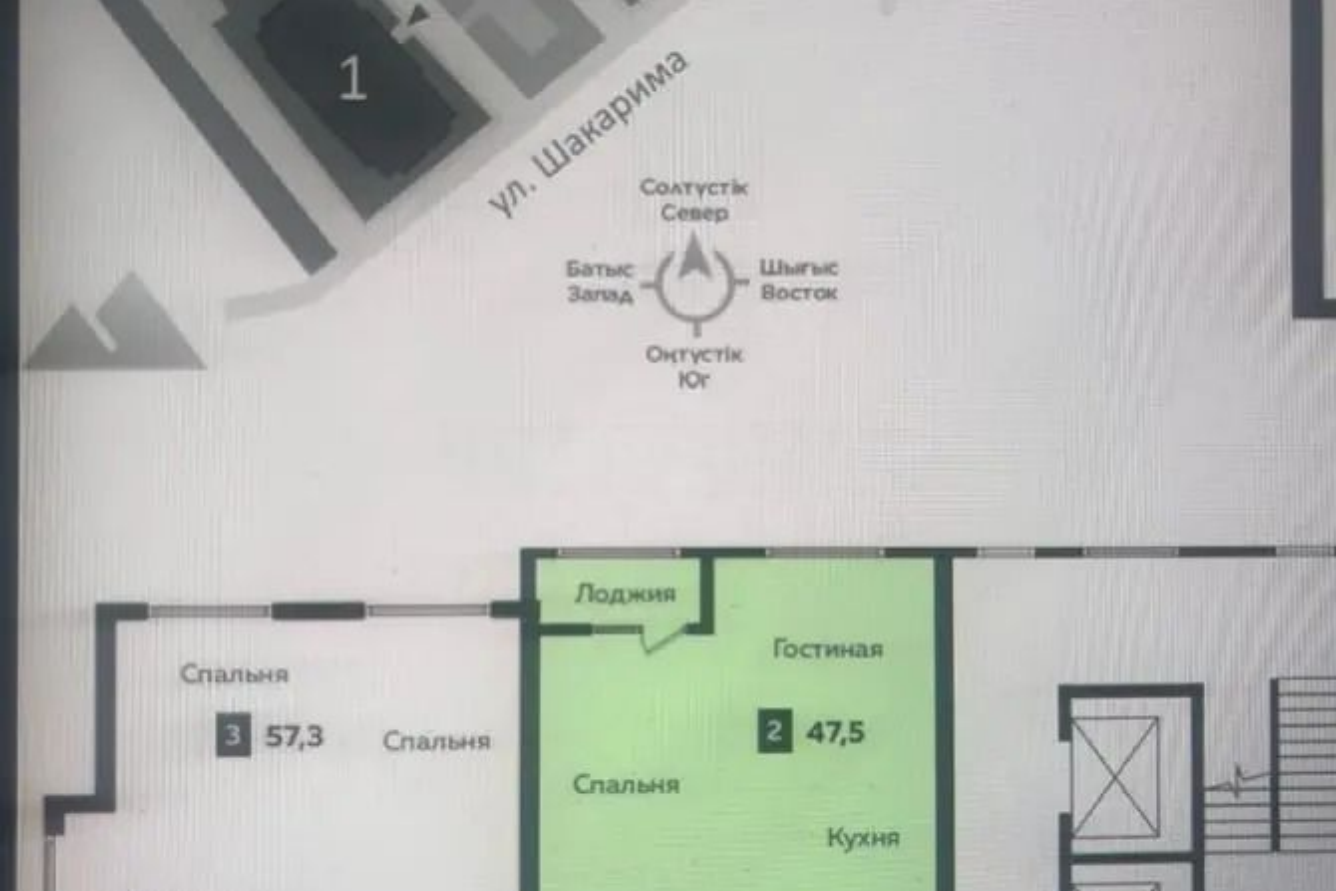 1
ул. Шакарима
Солтүстік
Север
Батыс
Запад
Шығыс
Восток
Оңтүстік
Юг
Лоджия
Гостиная
Спальня
3 57,3
Спальня
2 47,5
Спальня
Кухня